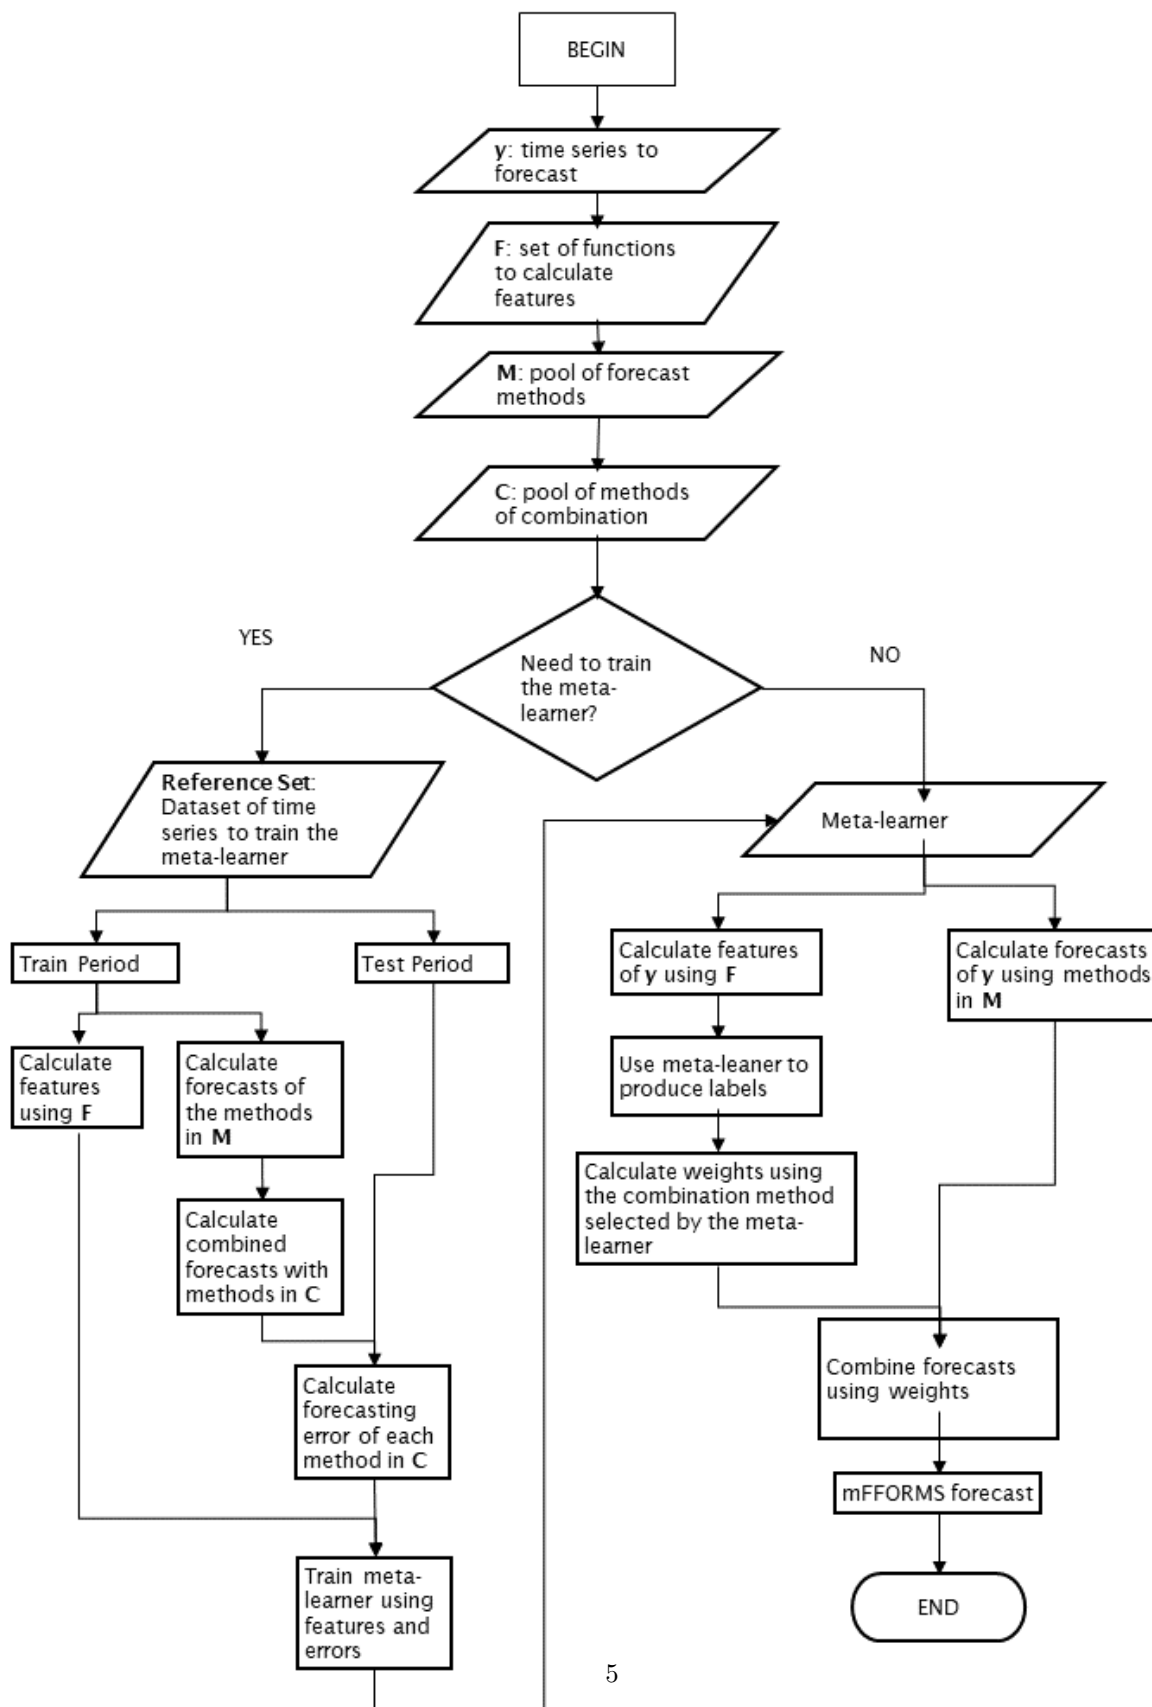 BEGIN
y: time series to
forecast
F: set of functions
to calculate
features
M: pool of forecast
methods
C: pool of methods
of combination
YES
Need to train
the meta-
learner?
NO
Reference Set:
Dataset of time
series to train the
meta-learner
Meta-learner
Train Period
Test Period
Calculate features
of y using F
Calculate forecasts
of y using methods
in M
Calculate
features
using F
Calculate
forecasts of
the methods
in M
Use meta-leaner to
produce labels
Calculate weights using
the combination method
selected by the meta-
learner
Calculate
combined
forecasts with
methods in C
Combine forecasts
using weights
Calculate
forecasting
error of each
method in C
mFFORMS forecast
Train meta-
learner using
features and
errors
END
5